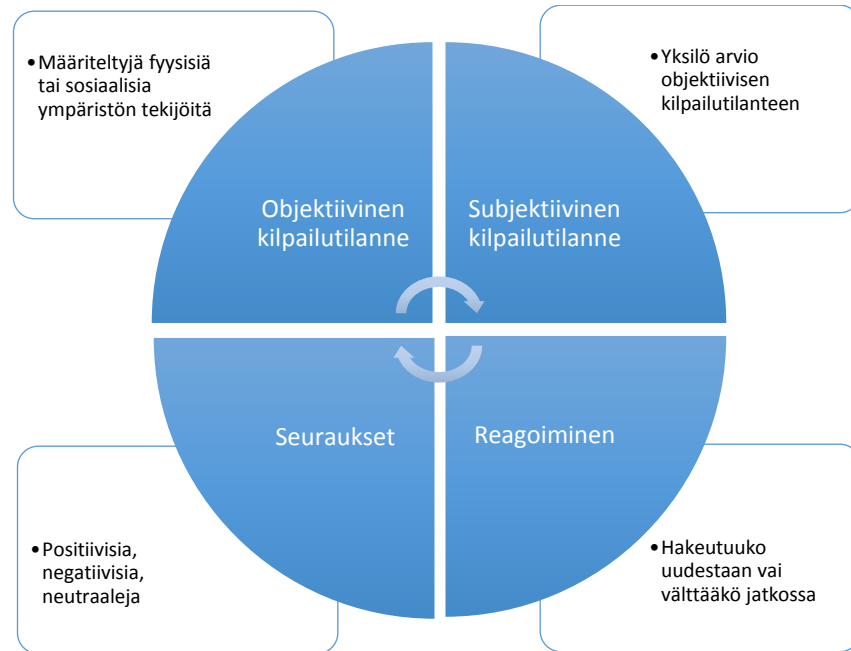 •Määriteltyjä fyysisiä
tai sosiaalisia
ympäristön tekijöitä
•Yksilö arvio
objektiivisen
kilpailutilanteen
Objektiivinen
kilpailutilanne
Subjektiivinen
kilpailutilanne
Seuraukset
Reagoiminen
•Positiivisia,
negatiivisia,
neutraaleja
•Hakeutuuko
uudestaan vai
välttääkö jatkossa